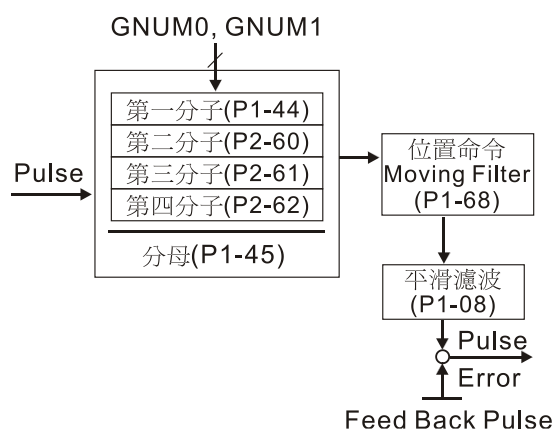 GNUM0, GNUM1
第一分子(P1-44)
第二分子(P2-60)
第三分子(P2-61)
第四分子(P2-62)
分母(P1-45)
Pulse
位置命令
Moving Filter
(P1-68)
平滑濾波
(P1-08)
Pulse
Error
Feed Back Pulse